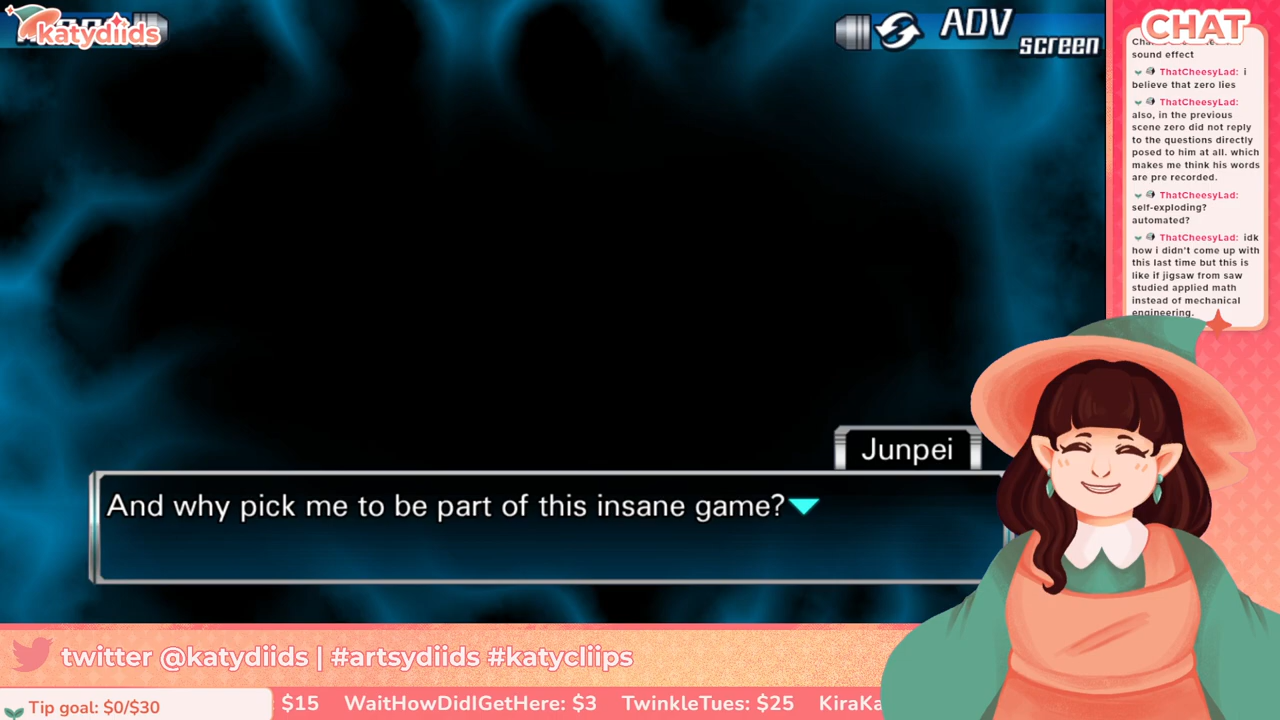 katydiids
ADV
screen
CHAT
sound effect
ThatCheesyLad: i
believe that zero lies
ThatCheesyLad:
also, in the previous
scene zero did not reply
to the questions directly
posed to him at all. which
makes me think his words
are pre recorded.
ThatCheesyLad:
self-exploding?
automated?
ThatCheesyLad: idk
how i didn't come up with
this last time but this is
like if jigsaw from saw
studied applied math
instead of mechanical
engineering.
Junpei
And why pick me to be part of this insane game?
twitter @katydiids | #artsydiids #katycliips
Tip goal: $0/$30
$15 WaitHowDidIGetHere: $3 TwinkleTues: $25 KiraKa